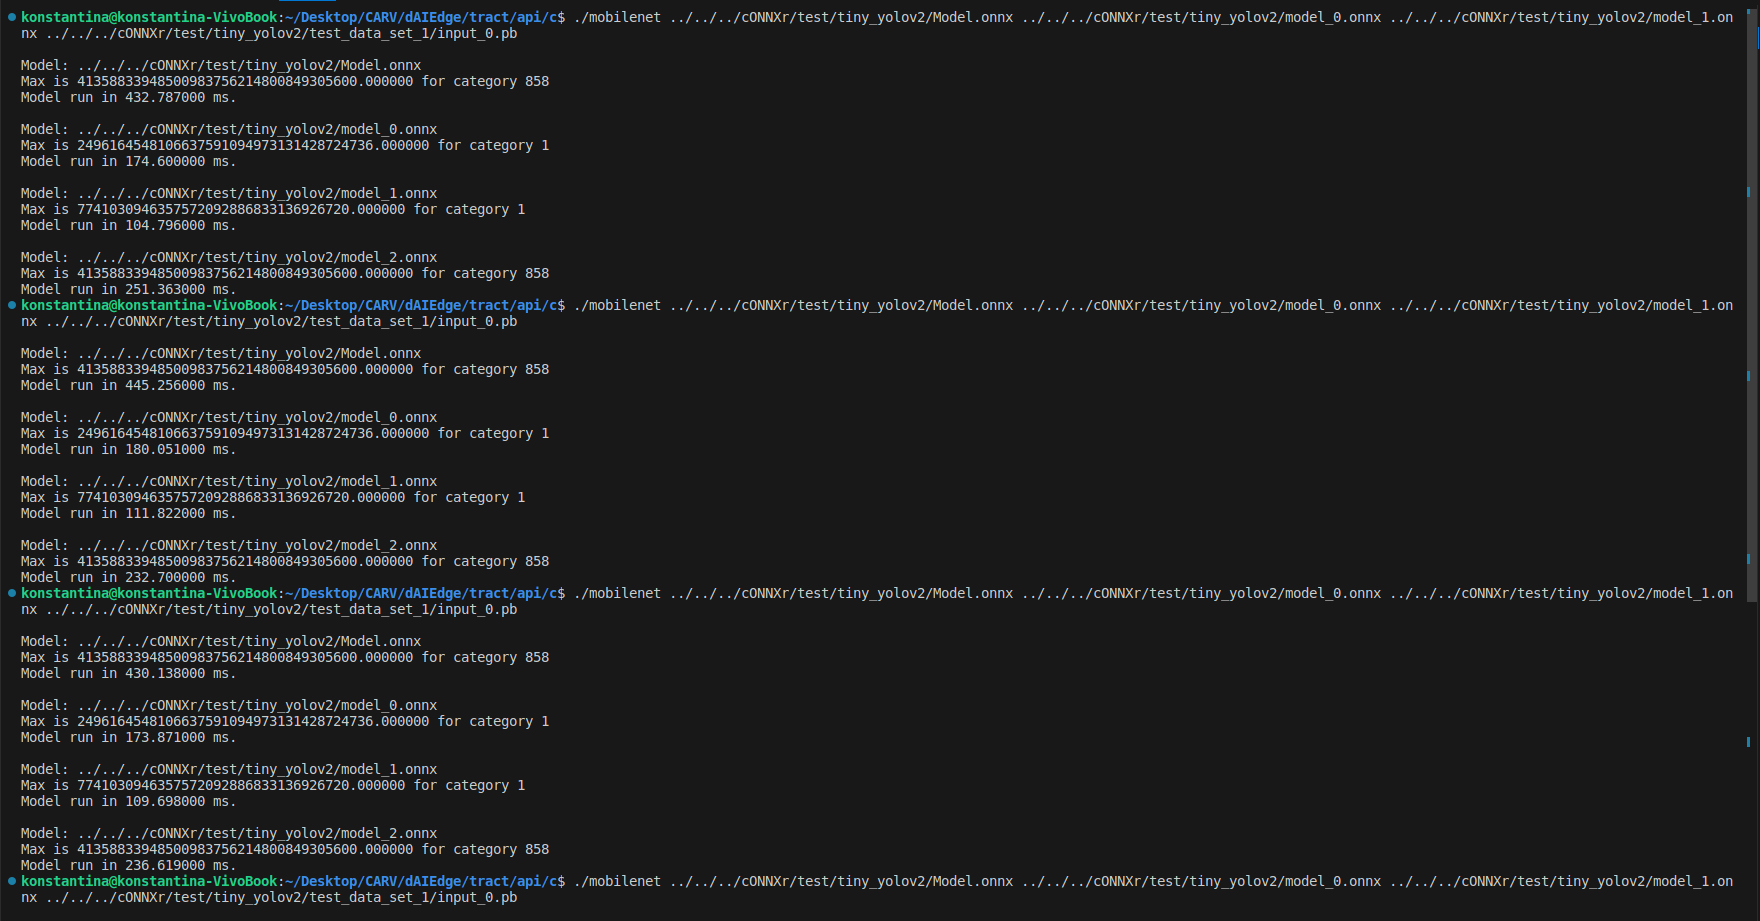 konstantina@konstantina-VivoBook:~/Desktop/CARV/dAIEdge/tract/api/c$ ./mobilenet ../../../cONNXr/test/tiny_yolov2/Model.onnx ../../../cONNXr/test/tiny_yolov2/model_0.onnx ../../../cONNXr/test/tiny_yolov2/model_1.on
nx ../../../cONNXr/test/tiny_yolov2/test_data_set_1/input_0.pb
Model: ../../../cONNXr/test/tiny_yolov2/Model.onnx
Max is 413588339485009837562148008493056​00.000000 for category 858
Model run in 432.787000 ms.
Model: ../../../cONNXr/test/tiny_yolov2/model_0.onnx
Max is 2496164548106637591094973131428724736.000000 for category 1
Model run in 174.600000 ms.
Model: ../../../cONNXr/test/tiny_yolov2/model_1.onnx
Max is 7741030946357572092886833136926720.000000 for category 1
Model run in 104.796000 ms.
Model: ../../../cONNXr/test/tiny_yolov2/model_2.onnx
Max is 41358833948500983756214800849305600.000000 for category 858
Model run in 251.363000 ms.
konstantina@konstantina-VivoBook:~/Desktop/CARV/dAIEdge/tract/api/c$ ./mobilenet ../../../cONNXr/test/tiny_yolov2/Model.onnx ../../../cONNXr/test/tiny_yolov2/model_0.onnx ../../../cONNXr/test/tiny_yolov2/model_1.on
nx ../../../cONNXr/test/tiny_yolov2/test_data_set_1/input_0.pb
Model: ../../../cONNXr/test/tiny_yolov2/Model.onnx
Max is 41358833948500983756214800849305600.000000 for category 858
Model run in 445.256000 ms.
Model: ../../../cONNXr/test/tiny_yolov2/model_0.onnx
Max is 2496164548106637591094973131428724736.000000 for category 1
Model run in 180.051000 ms.
Model: ../../../cONNXr/test/tiny_yolov2/model_1.onnx
Max is 7741030946357572092886833136926720.000000 for category 1
Model run in 111.822000 ms.
Model: ../../../cONNXr/test/tiny_yolov2/model_2.onnx
Max is 41358833948500983756214800849305600.000000 for category 858
Model run in 232.700000 ms.
konstantina@konstantina-VivoBook:~/Desktop/CARV/dAIEdge/tract/api/c$ ./mobilenet ../../../cONNXr/test/tiny_yolov2/Model.onnx ../../../cONNXr/test/tiny_yolov2/model_0.onnx ../../../cONNXr/test/tiny_yolov2/model_1.on
nx ../../../cONNXr/test/tiny_yolov2/test_data_set_1/input_0.pb
Model: ../../../cONNXr/test/tiny_yolov2/Model.onnx
Max is 41358833948500983756214800849305600.000000 for category 858
Model run in 430.138000 ms.
Model: ../../../cONNXr/test/tiny_yolov2/model_0.onnx
Max is 2496164548106637591094973131428724736.000000 for category 1
Model run in 173.871000 ms.
Model: ../../../cONNXr/test/tiny_yolov2/model_1.onnx
Max is 7741030946357572092886833136926720.000000 for category 1
Model run in 109.698000 ms.
Model: ../../../cONNXr/test/tiny_yolov2/model_2.onnx
Max is 41358833948500983756214800849305600.000000 for category 858
Model run in 236.619000 ms.
konstantina@konstantina-VivoBook:~/Desktop/CARV/dAIEdge/tract/api/c$ ./mobilenet ../../../cONNXr/test/tiny_yolov2/Model.onnx ../../../cONNXr/test/tiny_yolov2/model_0.onnx ../../../cONNXr/test/tiny_yolov2/model_1.on
nx ../../../cONNXr/test/tiny_yolov2/test_data_set_1/input_0.pb